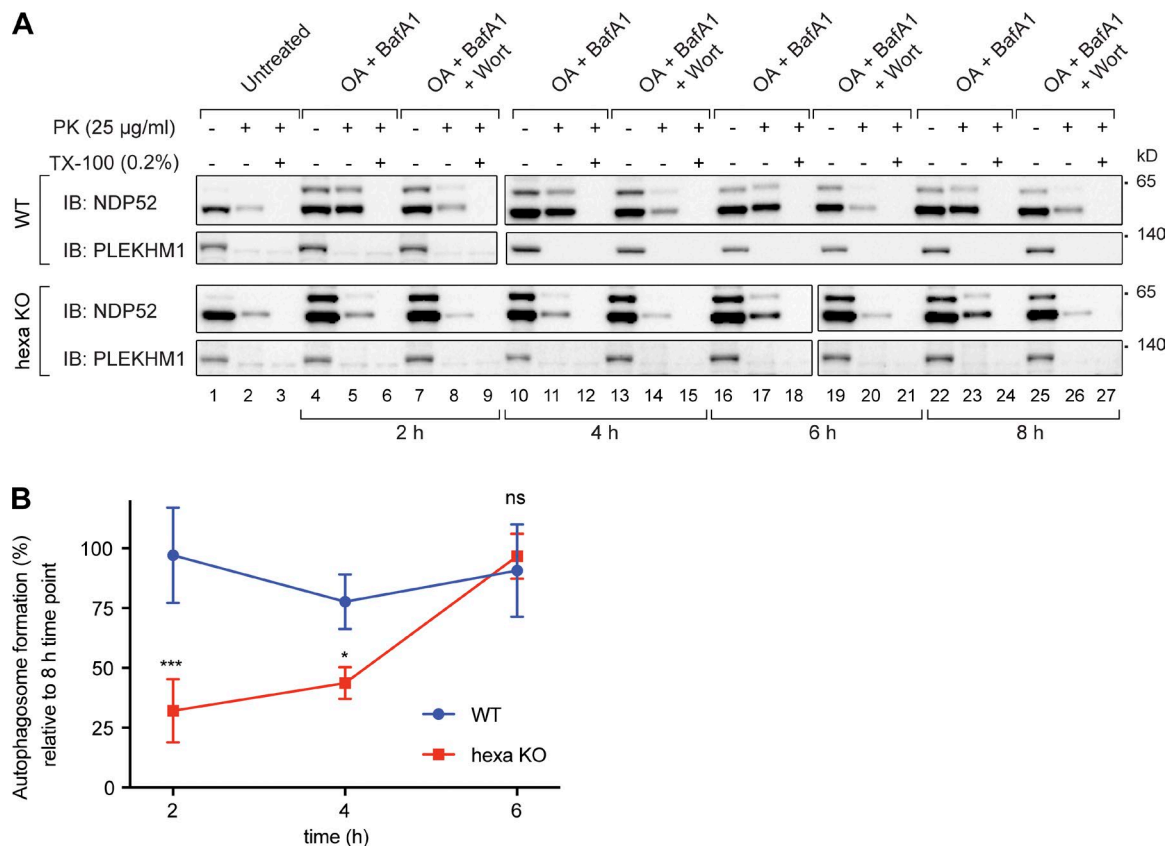 A
Untreated
OA + BafA1
OA + BafA1 + Wort
OA + BafA1
OA + BafA1 + Wort
OA + BafA1
OA + BafA1 + Wort
OA + BafA1
OA + BafA1 + Wort
PK (25 µg/ml) - + + - + + - + + - + + - + + - + + - + + - + + - + +
TX-100 (0.2%) - - + - - + - - + - - + - - + - - + - - + - - + - - +
kD
WT
IB: NDP52
65
IB: PLEKHM1
140
hexa KO
IB: NDP52
65
IB: PLEKHM1
140
1 2 3 4 5 6 7 8 9 10 11 12 13 14 15 16 17 18 19 20 21 22 23 24 25 26 27
2 h 4 h 6 h 8 h
B
Autophagosome formation (%)
relative to 8 h time point
100
75
50
25
0
ns
***
*
WT
hexa KO
2 4 6
time (h)